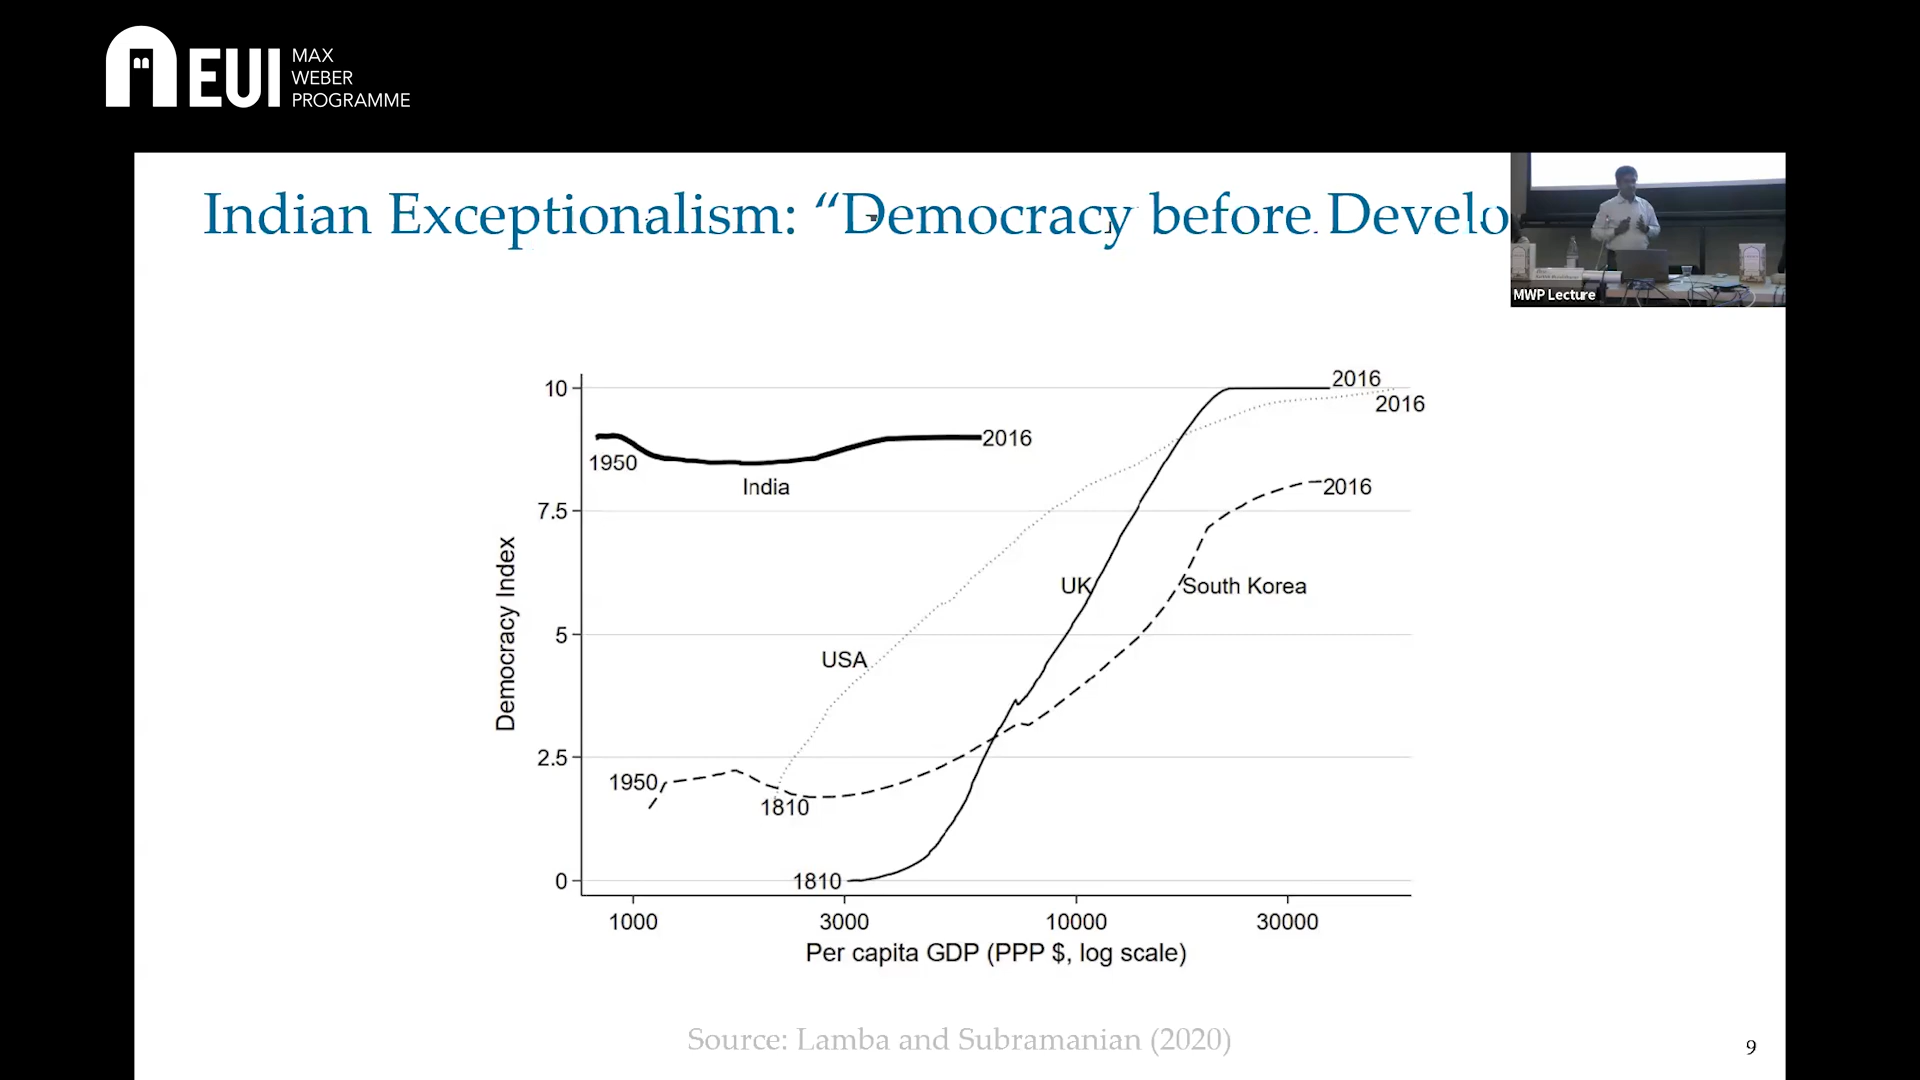 EUI
MAX
WEBER
PROGRAMME
Indian Exceptionalism: “Democracy before Develo
MWP Lecture
10
7.5
5
2.5
0
Democracy Index
1950
India
2016
2016
2016
2016
UK
South Korea
USA
1950
1810
1810
1000
3000
10000
30000
Per capita GDP (PPP $, log scale)
Source: Lamba and Subramanian (2020)
9